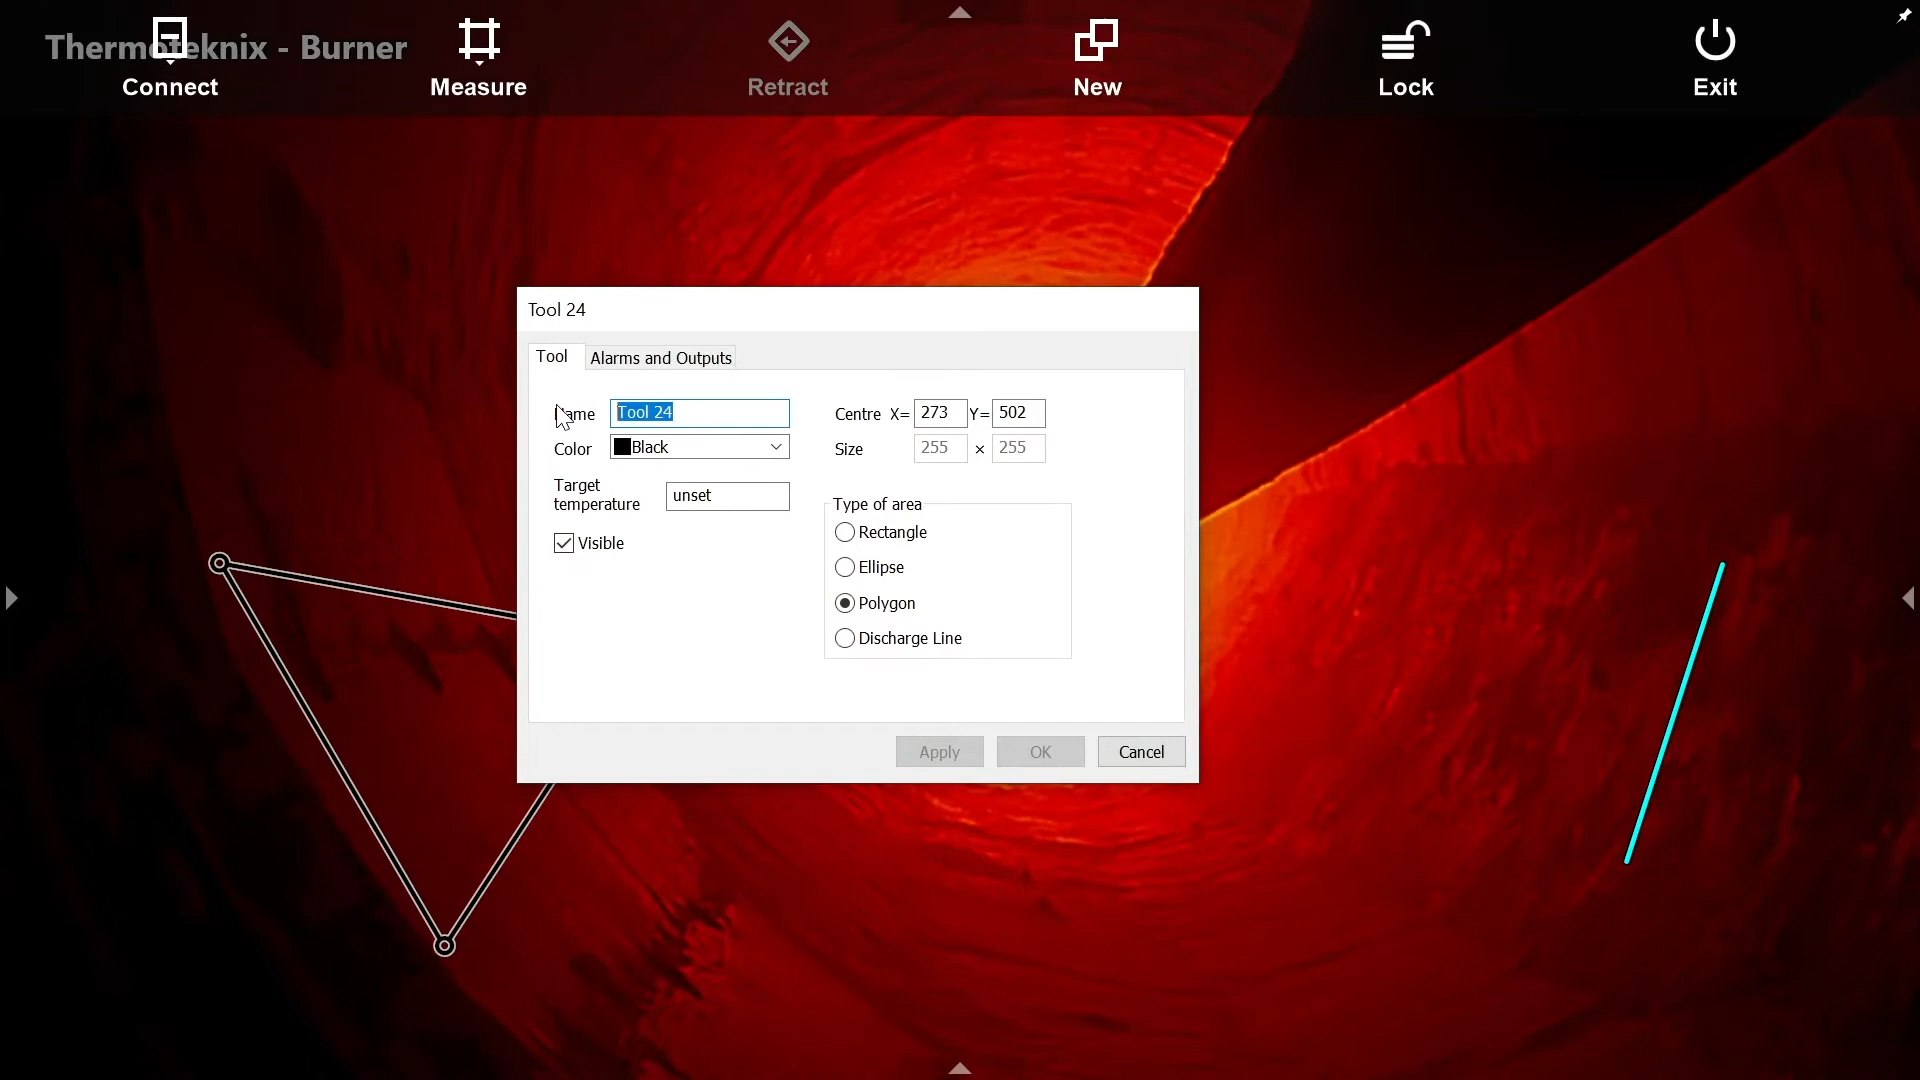 Thermoteknix - Burner
Connect
Measure
Retract
New
Lock
Exit
Tool 24
Tool
Alarms and Outputs
Name Tool 24
Color Black
Target temperature unset
Visible
Centre X= 273 Y= 502
Size 255 × 255
Type of area
Rectangle
Ellipse
Polygon
Discharge Line
Apply
OK
Cancel